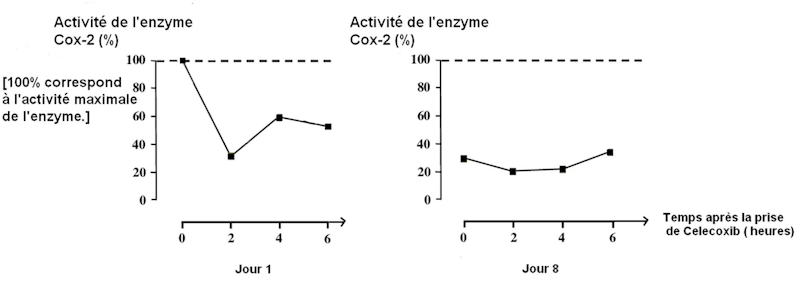 Activité de l'enzyme
Cox-2 (%)
[100% correspond
à l'activité maximale
de l'enzyme.]
100
80
60
40
20
0
0 2 4 6
Jour 1
Activité de l'enzyme
Cox-2 (%)
100
80
60
40
20
0
0 2 4 6
Jour 8
Temps aprés la prise
de Celecoxib ( heures)